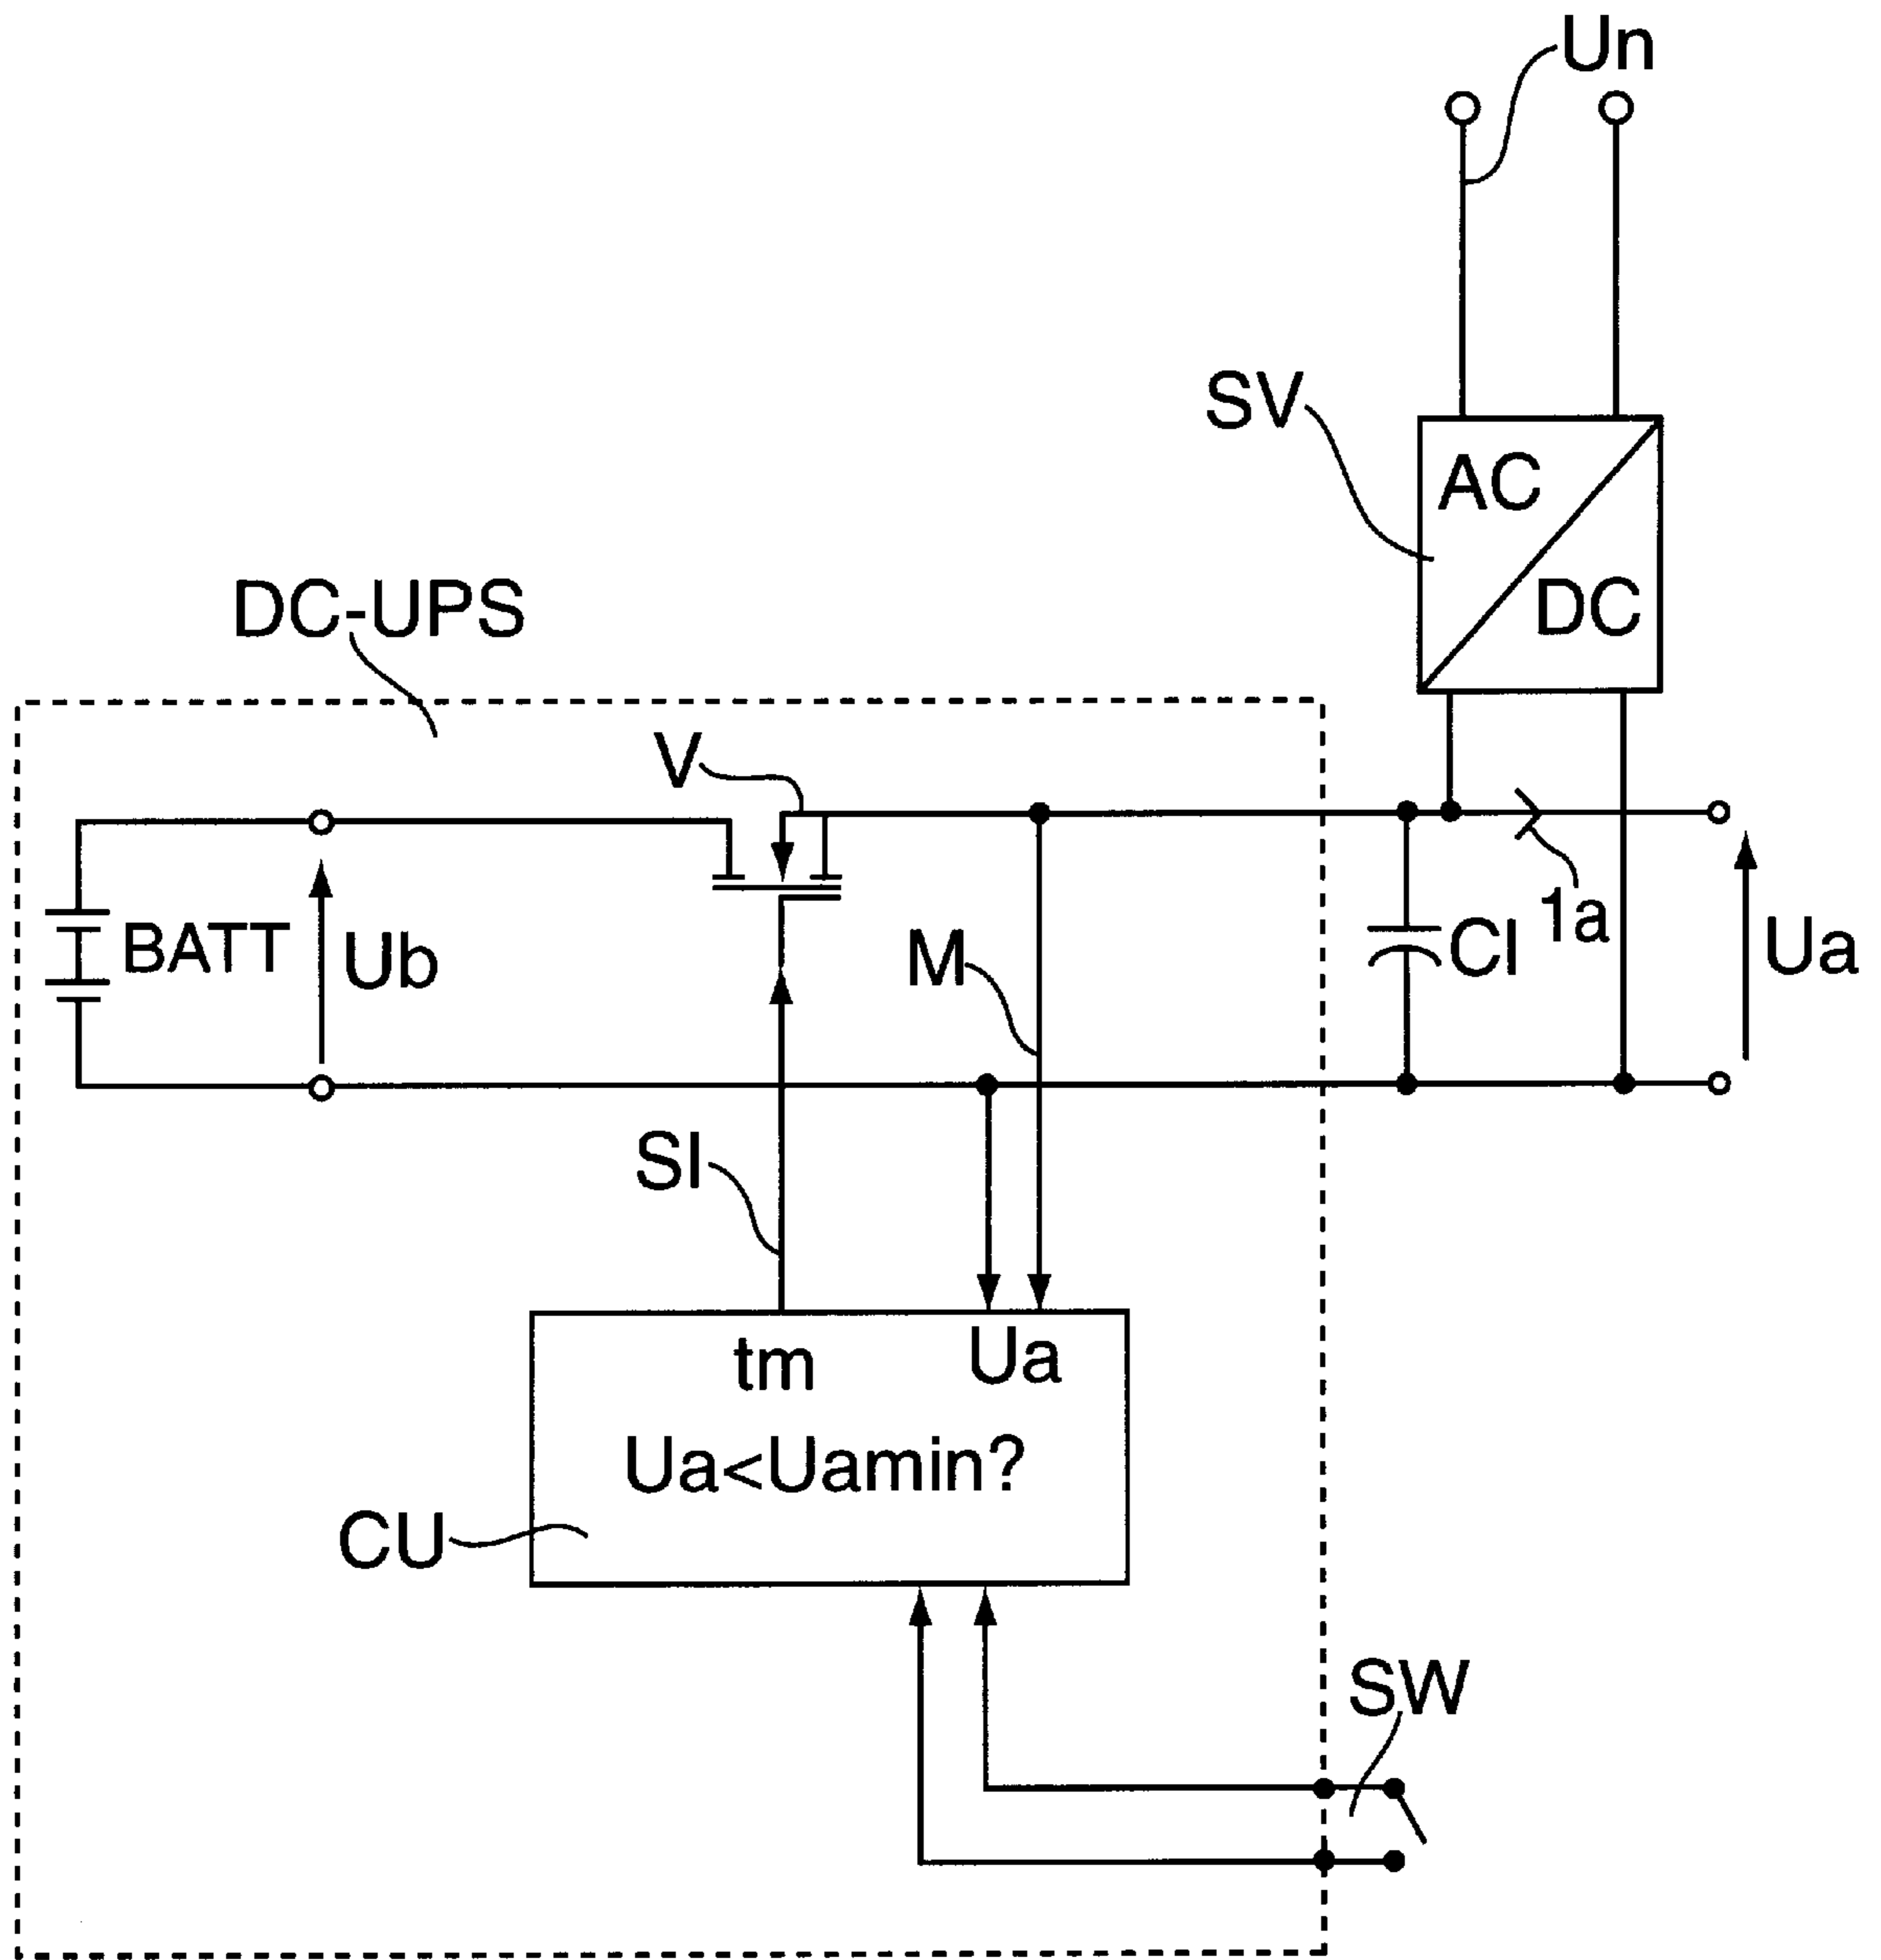 Un
SV
AC
DC
DC-UPS
V
BATT
Ub
M
CI
1a
Ua
SI
tm
Ua
Ua<Uamin?
CU
SW